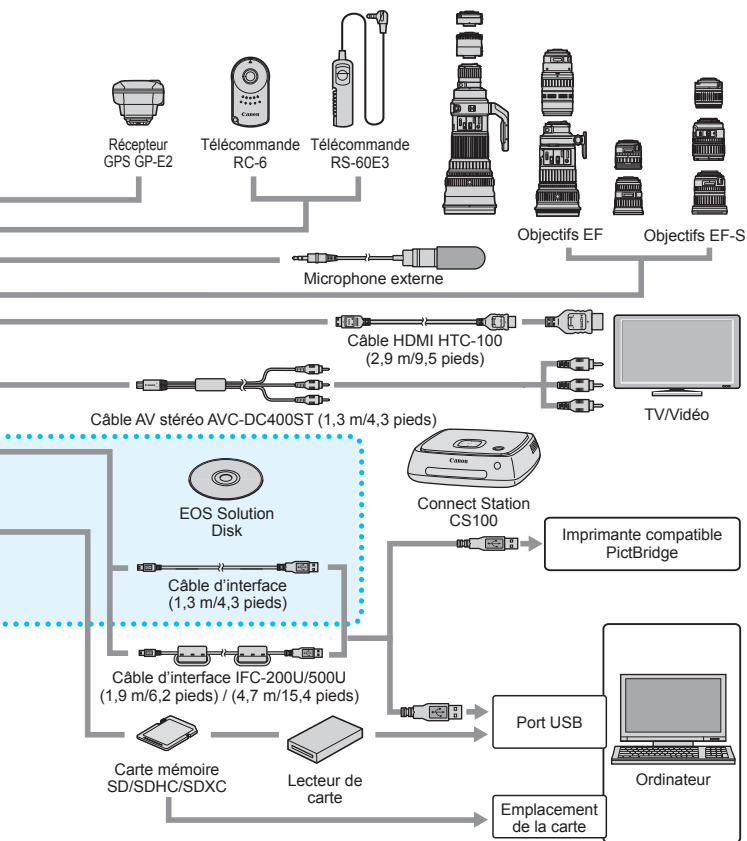 Canon
Récepteur
GPS GP-E2
Télécommande
RC-6
Télécommande
RS-60E3
Objectifs EF
Objectifs EF-S
Microphone externe
Câble HDMI HTC-100
(2,9 m/9,5 pieds)
TV/Vidéo
Câble AV stéréo AVC-DC400ST (1,3 m/4,3 pieds)
EOS Solution
Disk
Canon
Connect Station
CS100
Imprimante compatible
PictBridge
Câble d'interface
(1,3 m/4,3 pieds)
Câble d'interface IFC-200U/500U
(1,9 m/6,2 pieds) / (4,7 m/15,4 pieds)
Port USB
Ordinateur
Carte mémoire
SD/SDHC/SDXC
Lecteur de
carte
Emplacement
de la carte